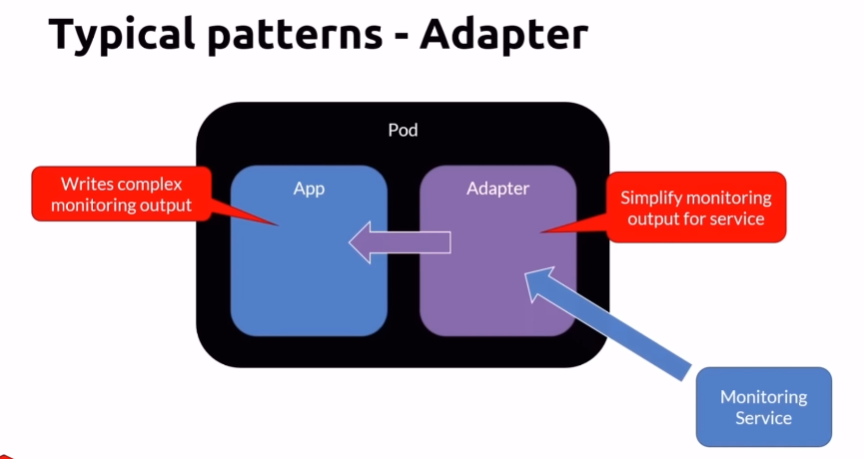 Typical patterns - Adapter
Pod
Writes complex
monitoring output
App
Adapter
Simplify monitoring
output for service
Monitoring
Service